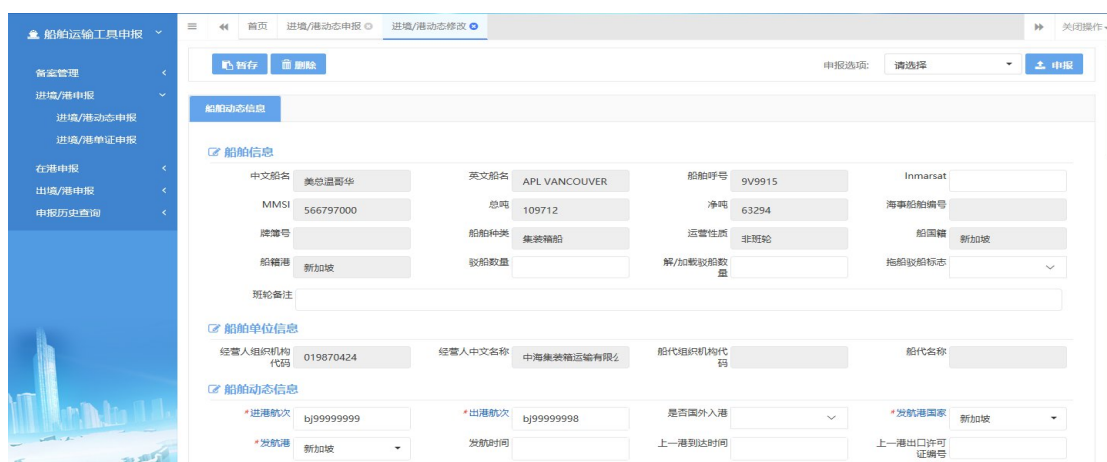 船舶运输工具申报
首页 进境/港动态申报 进境/港动态修改 关闭操作
备案管理
进境/港申报
进境/港动态申报
进境/港单证申报
在港申报
出境/港申报
申报历史查询
暂存 删除 申报选项: 请选择 申报
船舶动态信息
船舶信息
中文船名 美总温哥华 英文船名 APL VANCOUVER 船舶呼号 9V9915 Inmarsat
MMSI 566797000 总吨 109712 净吨 63294 海事船舶编号
牌簿号 船舶种类 集装箱船 运营性质 非班轮 船国籍 新加坡
船籍港 新加坡 驳船数量 解/加载驳船数量 拖船驳船标志
班轮备注
船舶单位信息
经营人组织机构代码 019870424 经营人中文名称 中海集装箱运输有限公 船代组织机构代码 船代名称
船舶动态信息
*进港航次 bj99999999 *出港航次 bj99999998 是否国外入港 *发航港国家 新加坡
*发航港 新加坡 发航时间 上一港到达时间 上一港出口许可证编号